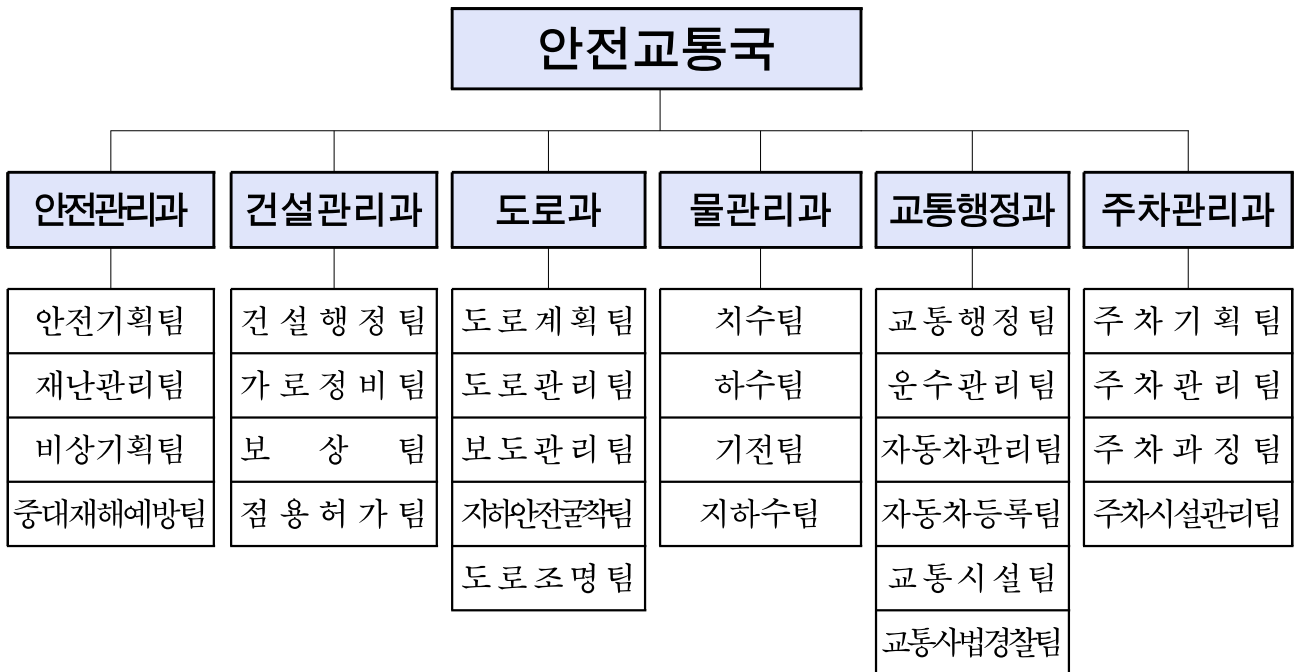 안전교통국
안전관리과
안전기획팀
재난관리팀
비상기획팀
중대재해예방팀
건설관리과
건설행정팀
가로정비팀
보상팀
점용허가팀
도로과
도로계획팀
도로관리팀
보도관리팀
지하안전굴착팀
도로조명팀
물관리과
치수팀
하수팀
기전팀
지하수팀
교통행정과
교통행정팀
운수관리팀
자동차관리팀
자동차등록팀
교통시설팀
교통사법경찰팀
주차관리과
주차기획팀
주차관리팀
주차과징팀
주차시설관리팀